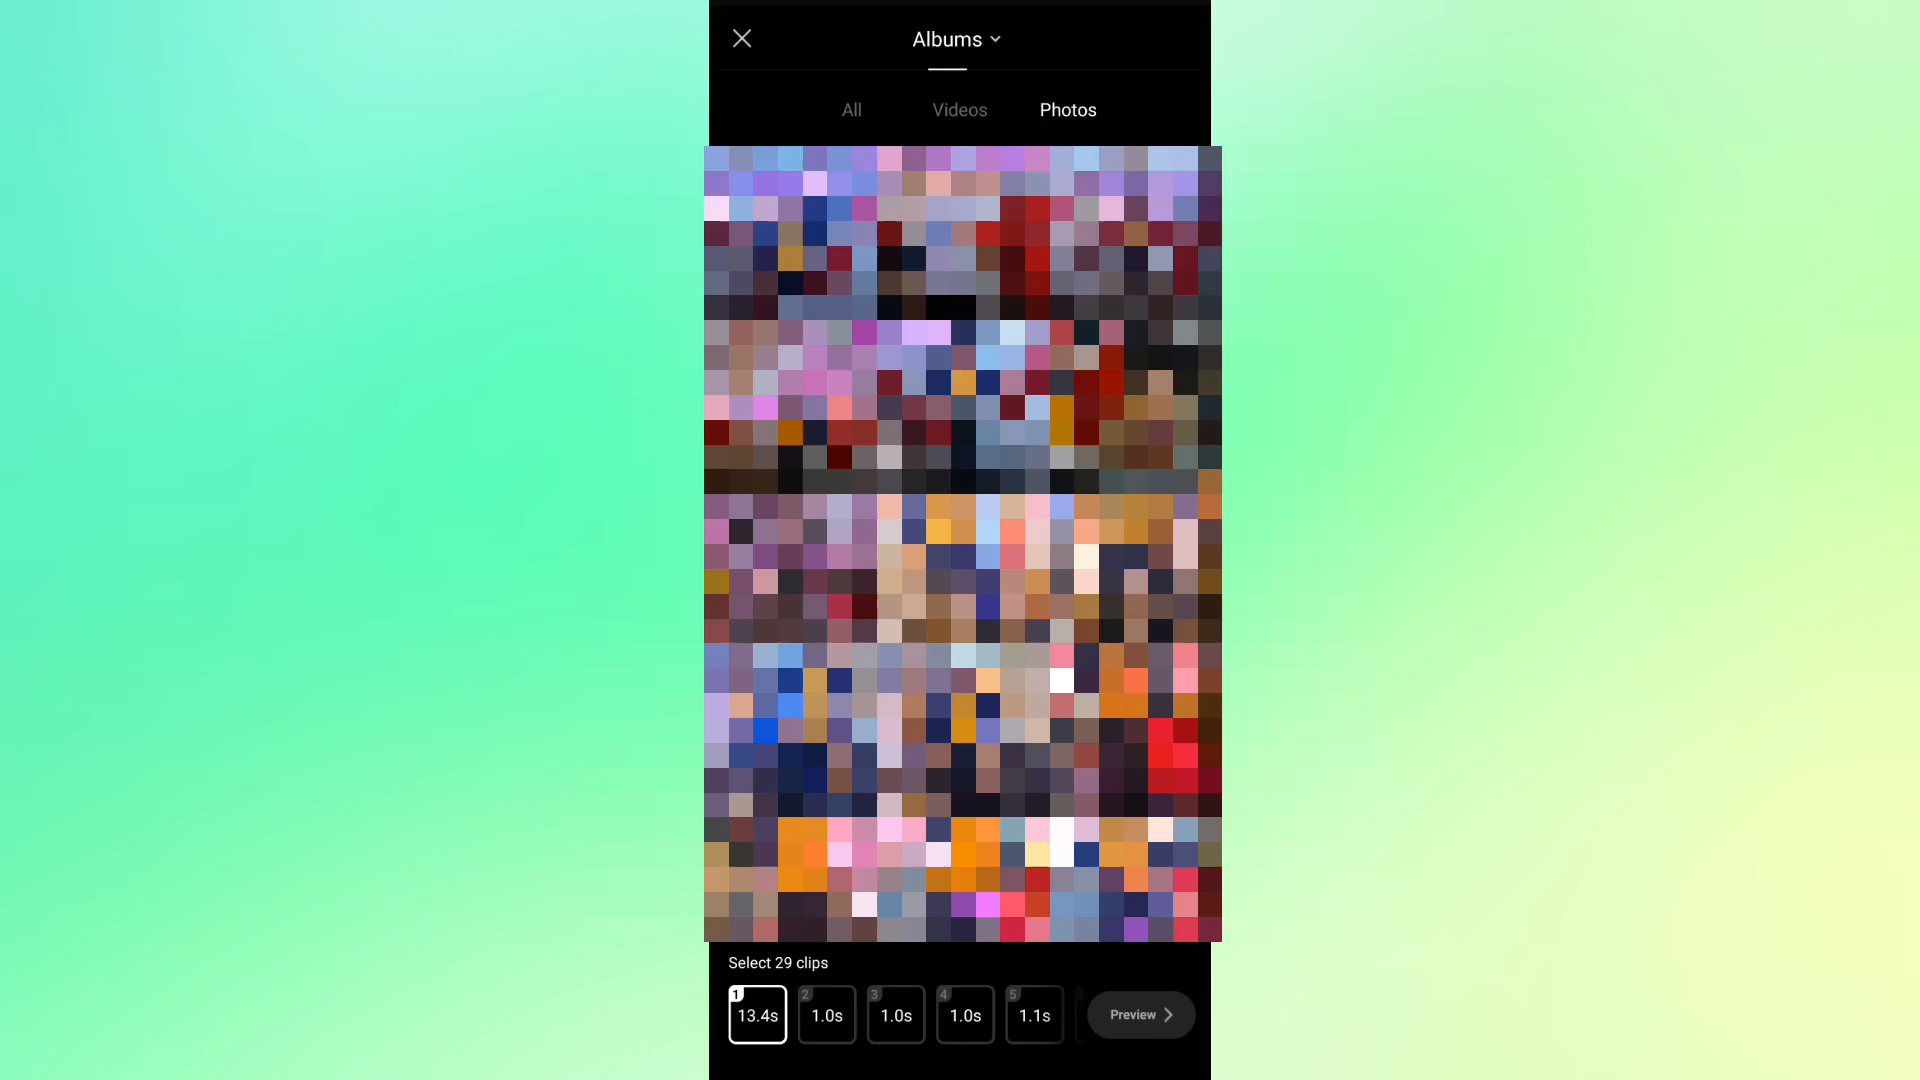 Albums
All Videos Photos
Select 29 clips
1 2 3 4 5
13.4s 1.0s 1.0s 1.0s 1.1s Preview